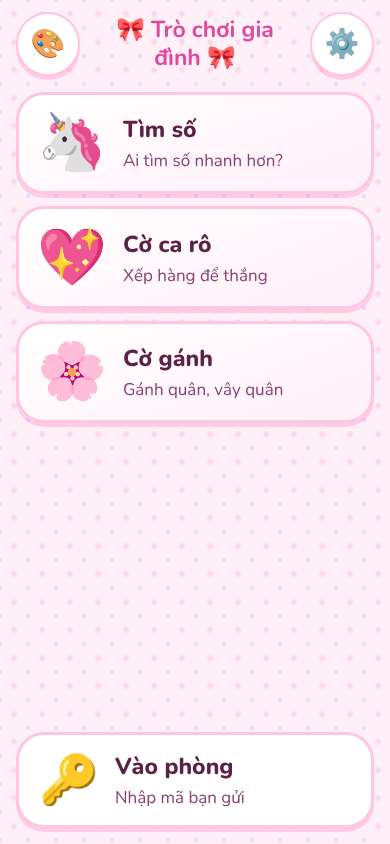 🎀 Trò chơi gia
đình 🎀
Tìm số
Ai tìm số nhanh hơn?
Cờ ca rô
Xếp hàng để thắng
Cờ gánh
Gánh quân, vây quân
Vào phòng
Nhập mã bạn gửi